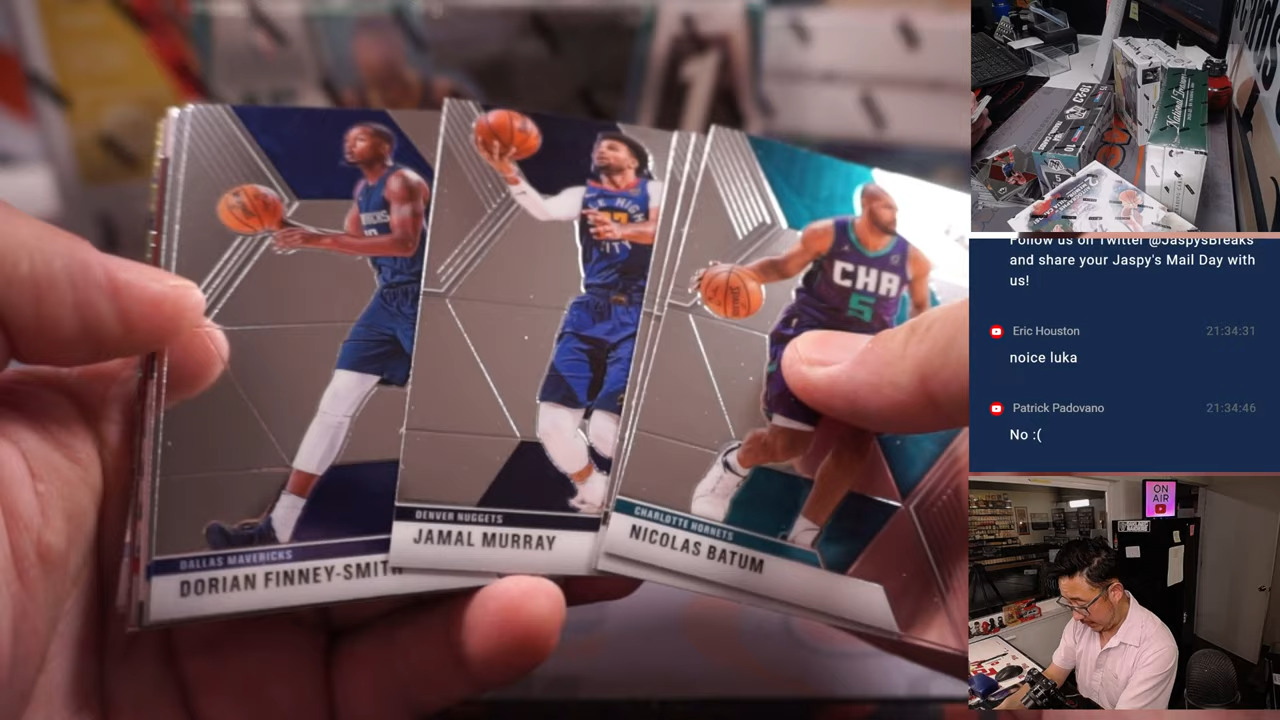 DALLAS MAVERICKS
DORIAN FINNEY-SMITH
DENVER NUGGETS
JAMAL MURRAY
CHARLOTTE HORNETS
NICOLAS BATUM
CHA
5
Follow us on Twitter @JaspysBreaks
and share your Jaspy's Mail Day with
us!
Eric Houston 21:34:31
noice luka
Patrick Padovano 21:34:46
No :(
ON
AIR